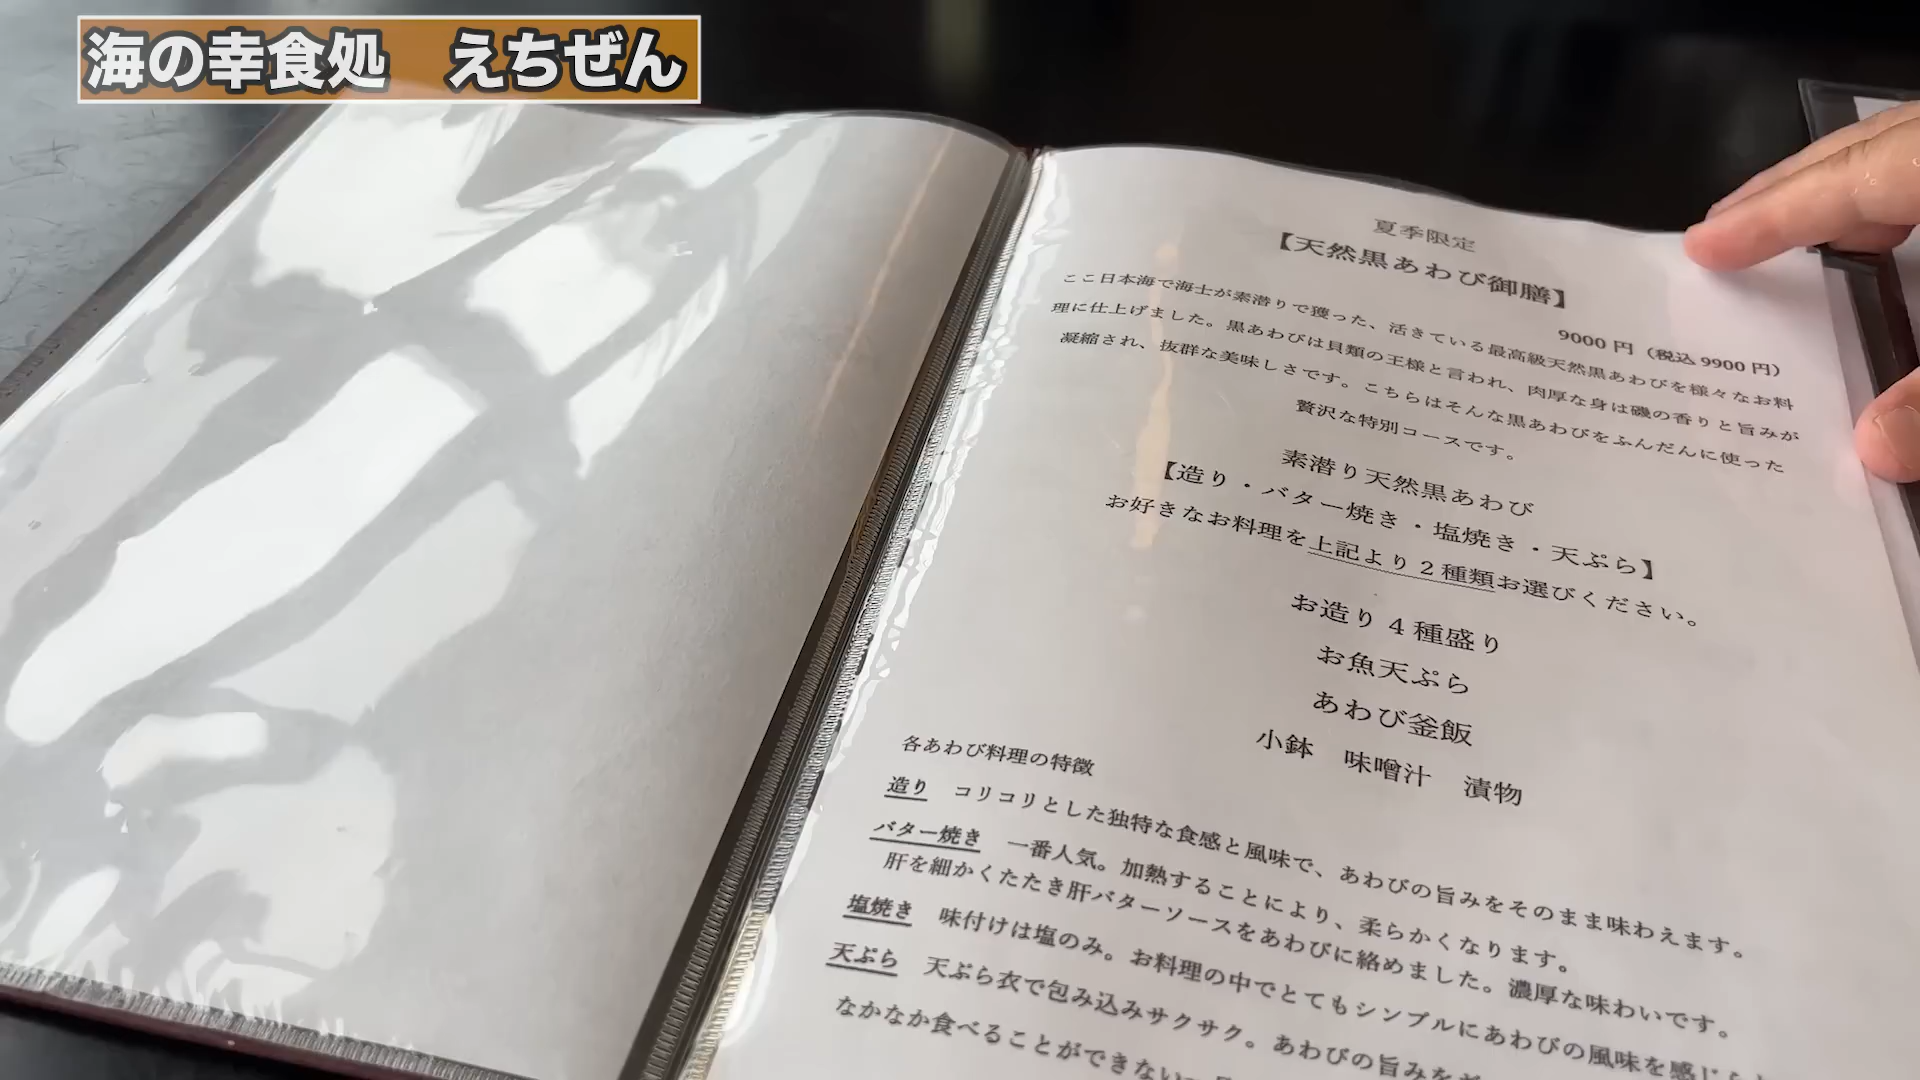 海の幸食処　えちぜん
夏季限定
【天然黒あわび御膳】
9000 円（税込 9900 円）
ここ日本海で海士が素潜りで獲った、活きている最高級天然黒あわびを様々なお料
理に仕上げました。黒あわびは貝類の王様と言われ、肉厚な身は磯の香りと旨みが
凝縮され、抜群な美味しさです。こちらはそんな黒あわびをふんだんに使った
贅沢な特別コースです。
素潜り天然黒あわび
【造り・バター焼き・塩焼き・天ぷら】
お好きなお料理を上記より 2 種類お選びください。
お造り 4 種盛り
お魚天ぷら
あわび釜飯
小鉢　味噌汁　漬物
各あわび料理の特徴
造り　コリコリとした独特な食感と風味で、あわびの旨みをそのまま味わえます。
バター焼き　一番人気。加熱することにより、柔らかくなります。
肝を細かくたたき肝バターソースをあわびに絡めました。濃厚な味わいです。
塩焼き　味付けは塩のみ。お料理の中でとてもシンプルにあわびの風味を感じ
天ぷら　天ぷら衣で包み込みサクサク。あわびの旨みを
なかなか食べることができない